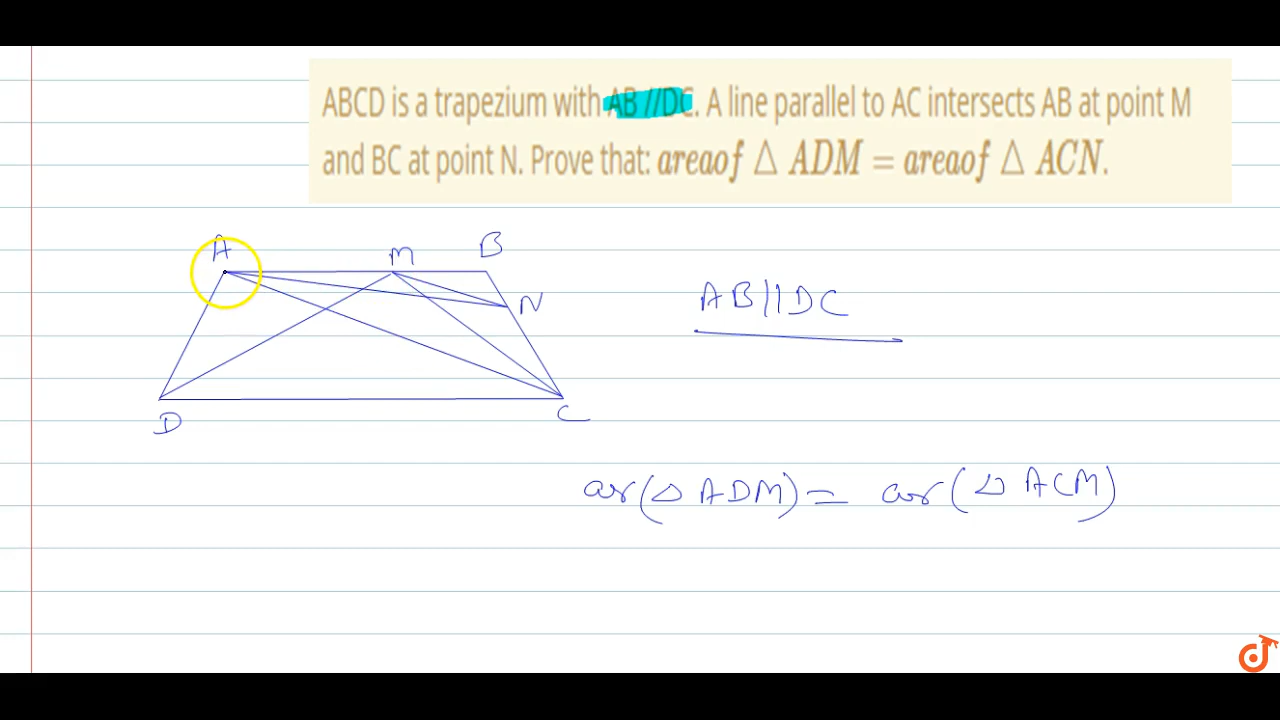 ABCD is a trapezium with AB //DC. A line parallel to AC intersects AB at point M
and BC at point N. Prove that: areaof △ ADM = areaof △ ACN.
A M B
N
AB||DC
D C
ar(△ ADM) = ar(△ ACM)